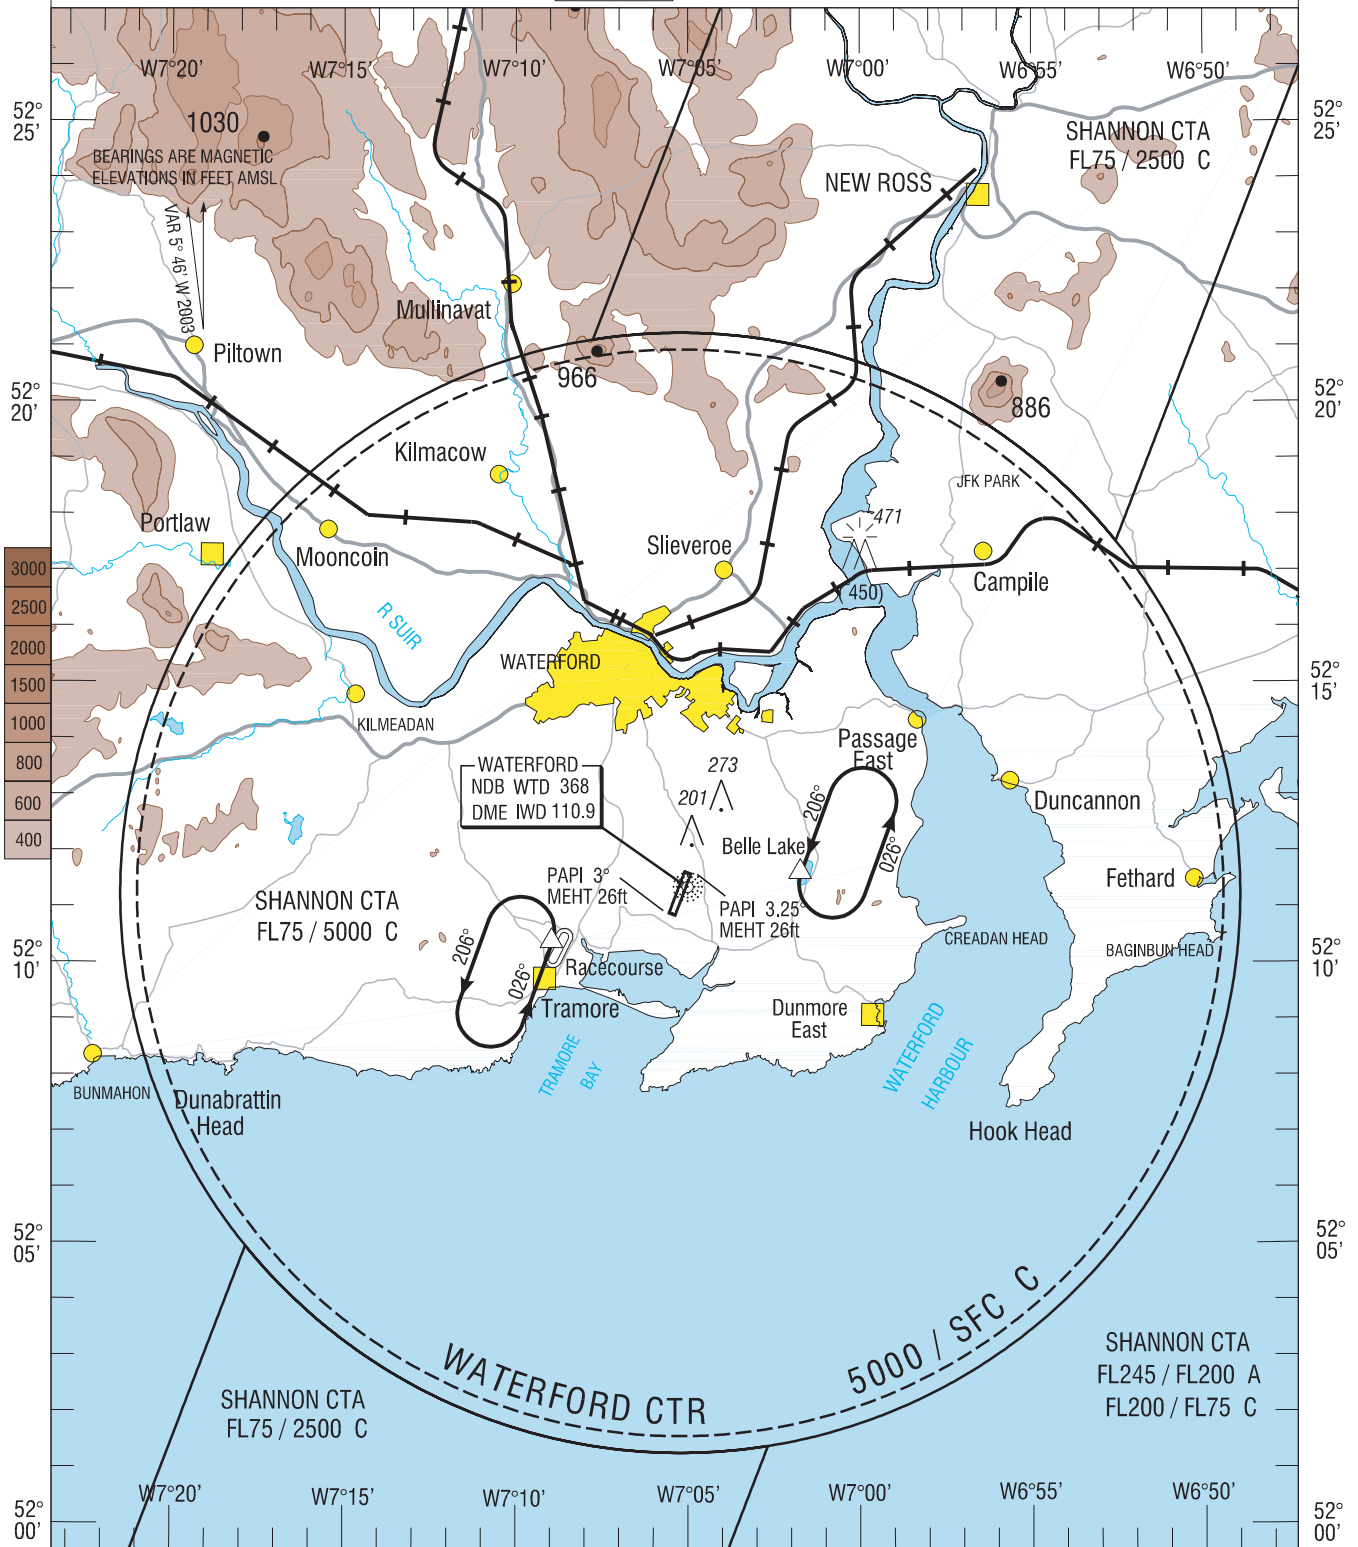 W7°20’
W7°15’
W7°10’
W7°05’
W7°00’
W6°55’
W6°50’
52°
25’
52°
25’
1030
BEARINGS ARE MAGNETIC
ELEVATIONS IN FEET AMSL
VAR 5° 46’ W 2003
SHANNON CTA
FL75 / 2500 C
NEW ROSS
Mullinavat
Piltown
966
886
52°
20’
52°
20’
Kilmacow
JFK PARK
471
Portlaw
Mooncoin
Slieveroe
Campile
450)
3000
2500
2000
1500
1000
800
600
400
R SUIR
WATERFORD
52°
15’
KILMEADAN
Passage
East
WATERFORD
NDB WTD 368
DME IWD 110.9
273
201
206°
026°
Duncannon
Belle Lake
PAPI 3°
MEHT 26ft
PAPI 3.25°
MEHT 26ft
Fethard
SHANNON CTA
FL75 / 5000 C
206°
026°
CREADAN HEAD
BAGINBUN HEAD
52°
10’
52°
10’
Racecourse
Tramore
Dunmore
East
TRAMORE
BAY
WATERFORD
HARBOUR
BUNMAHON
Dunabrattin
Head
Hook Head
52°
05’
52°
05’
WATERFORD CTR
5000 / SFC C
SHANNON CTA
FL75 / 2500 C
SHANNON CTA
FL245 / FL200 A
FL200 / FL75 C
W7°20’
W7°15’
W7°10’
W7°05’
W7°00’
W6°55’
W6°50’
52°
00’
52°
00’